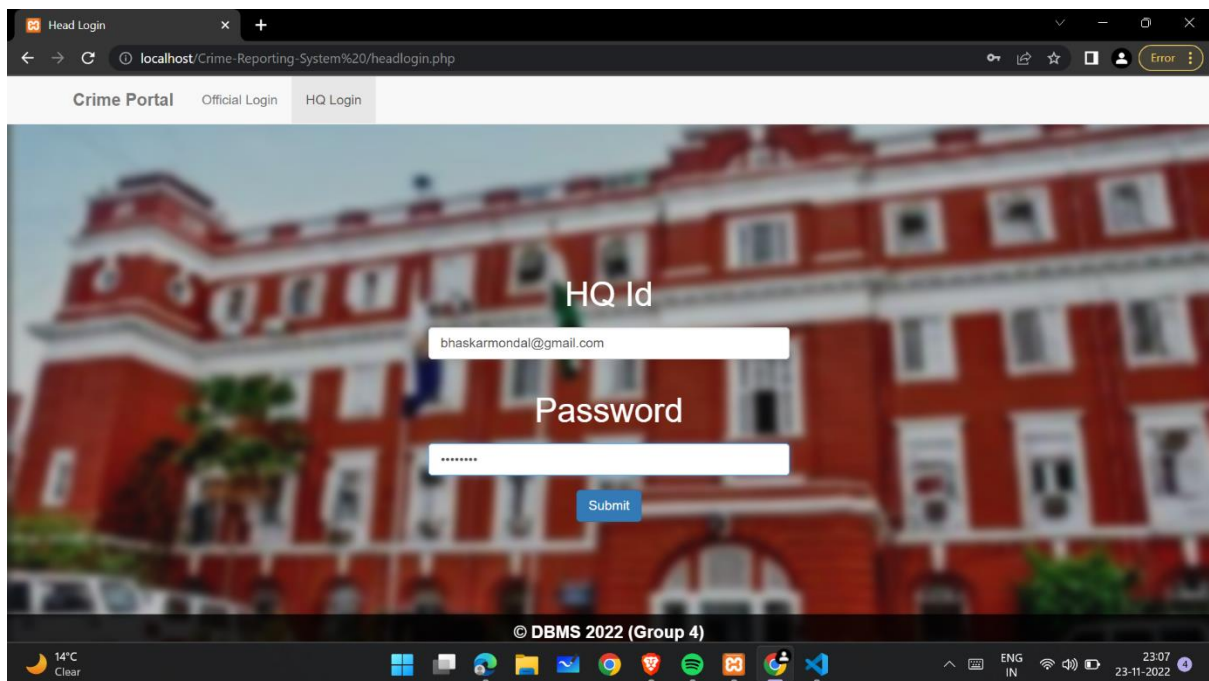 Head Login
localhost/Crime-Reporting-System%20/headlogin.php
Error
Crime Portal Official Login HQ Login
HQ Id
bhaskarmondal@gmail.com
Password
••••••••
Submit
© DBMS 2022 (Group 4)
14°C
Clear
ENG
IN
23:07
23-11-2022
4